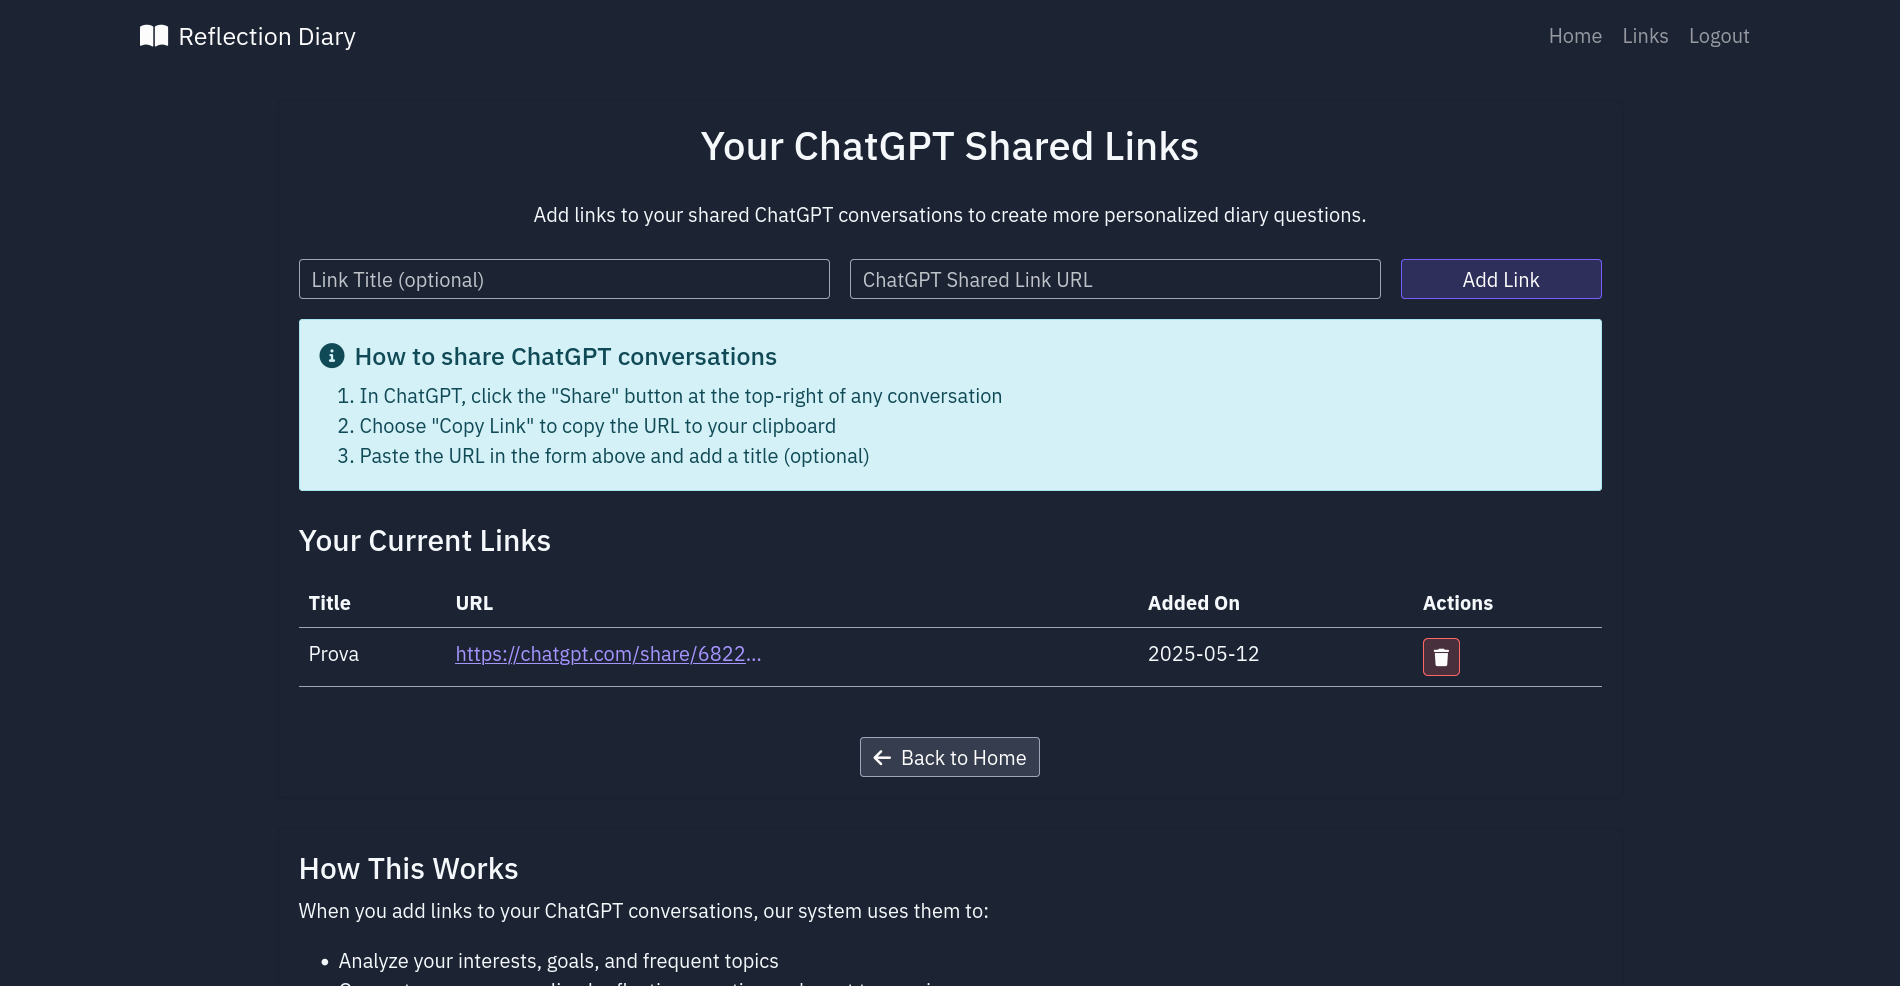 Reflection Diary
Home Links Logout
Your ChatGPT Shared Links
Add links to your shared ChatGPT conversations to create more personalized diary questions.
Link Title (optional)
ChatGPT Shared Link URL
Add Link
How to share ChatGPT conversations
1. In ChatGPT, click the "Share" button at the top-right of any conversation
2. Choose "Copy Link" to copy the URL to your clipboard
3. Paste the URL in the form above and add a title (optional)
Your Current Links
Title URL Added On Actions
Prova https://chatgpt.com/share/6822... 2025-05-12
Back to Home
How This Works
When you add links to your ChatGPT conversations, our system uses them to:
• Analyze your interests, goals, and frequent topics